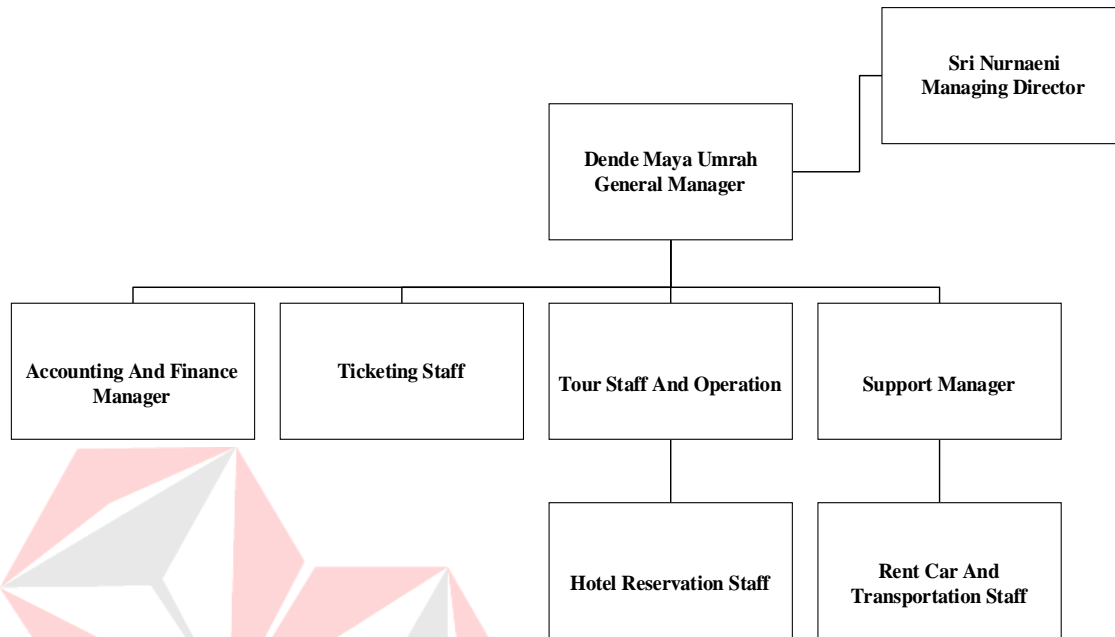 Sri Nurnaeni
Managing Director
Dende Maya Umrah
General Manager
Accounting And Finance
Manager
Ticketing Staff
Tour Staff And Operation
Support Manager
Hotel Reservation Staff
Rent Car And
Transportation Staff